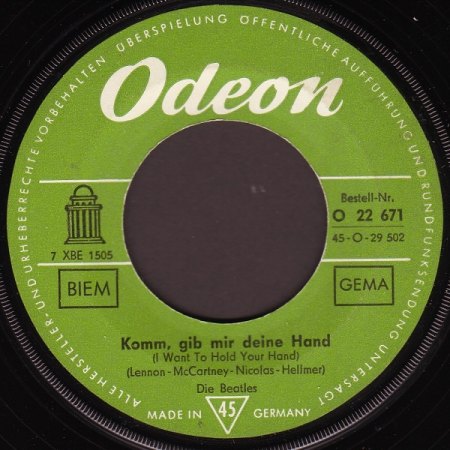 ALLE HERSTELLER- UND URHEBERRECHTE VORBEHALTEN ÜBERSPIELUNG ÖFFENTLICHE AUFFÜHRUNG UND RUNDFUNKSENDUNG UNTERSAGT
Odeon
Bestell-Nr.
O 22 671
45-O-29 502
7 XBE 1505
BIEM
GEMA
Komm, gib mir deine Hand
(I Want To Hold Your Hand)
(Lennon-McCartney-Nicolas-Hellmer)
Die Beatles
MADE IN 45 GERMANY